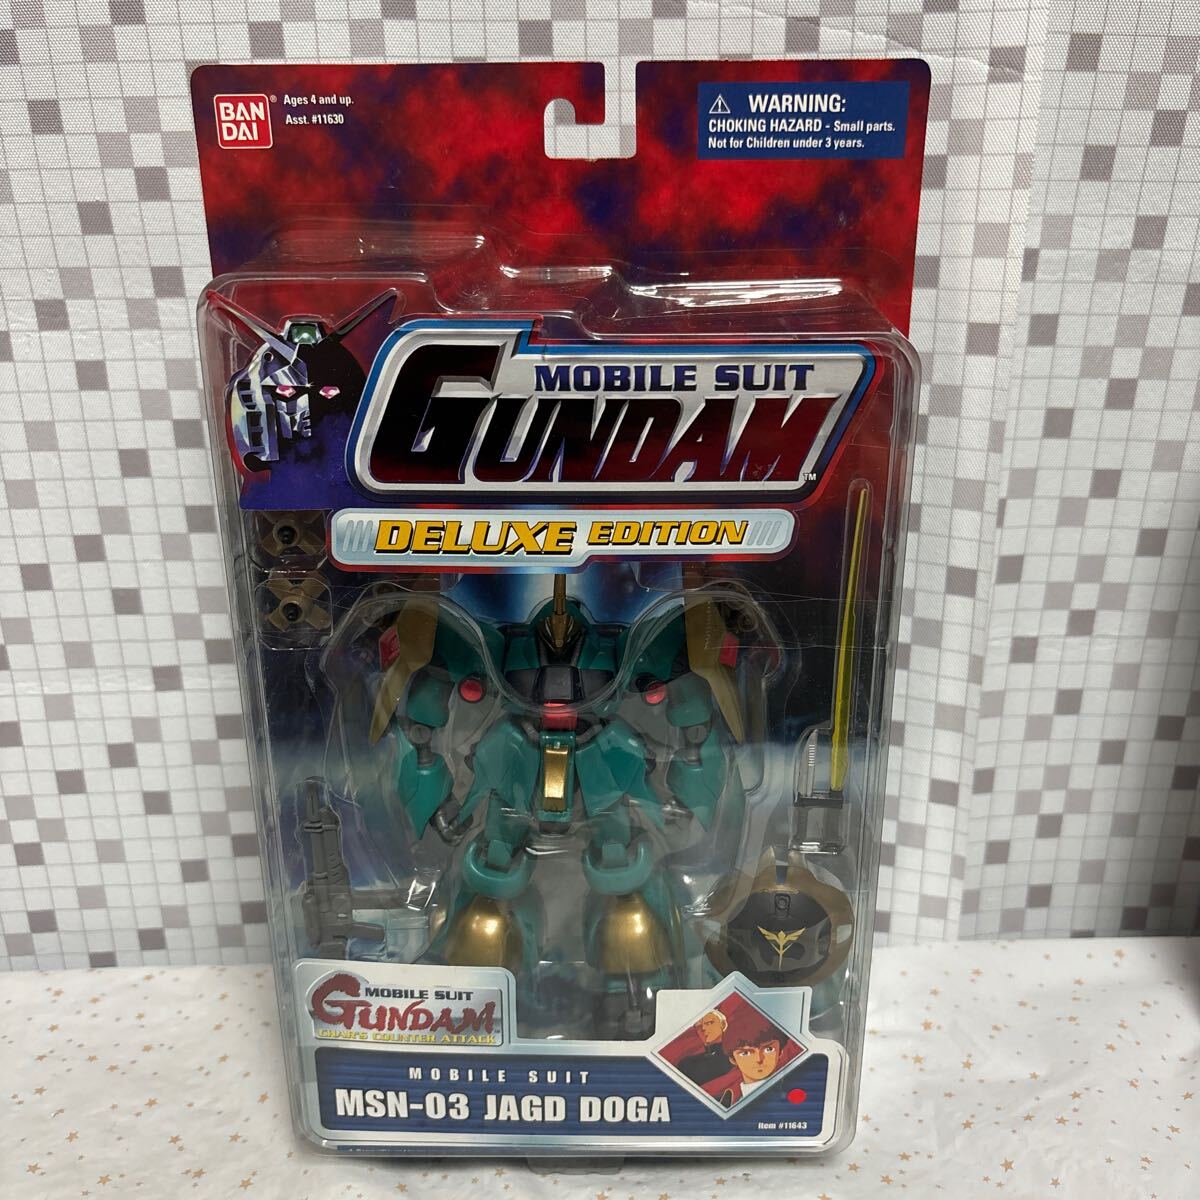 BAN
DAI
®
Ages 4 and up.
Asst. #11630
⚠ WARNING:
CHOKING HAZARD - Small parts.
Not for Children under 3 years.
MOBILE SUIT
GUNDAM
TM
DELUXE EDITION
MOBILE SUIT
GUNDAM
CHAR'S COUNTER ATTACK
MOBILE SUIT
MSN-03 JAGD DOGA
Item #11643